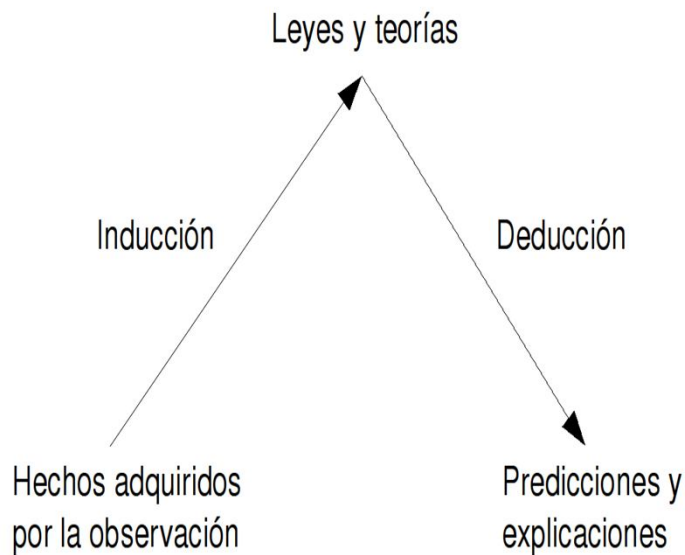 Leyes y teorías
Inducción
Deducción
Hechos adquiridos
por la observación
Predicciones y
explicaciones